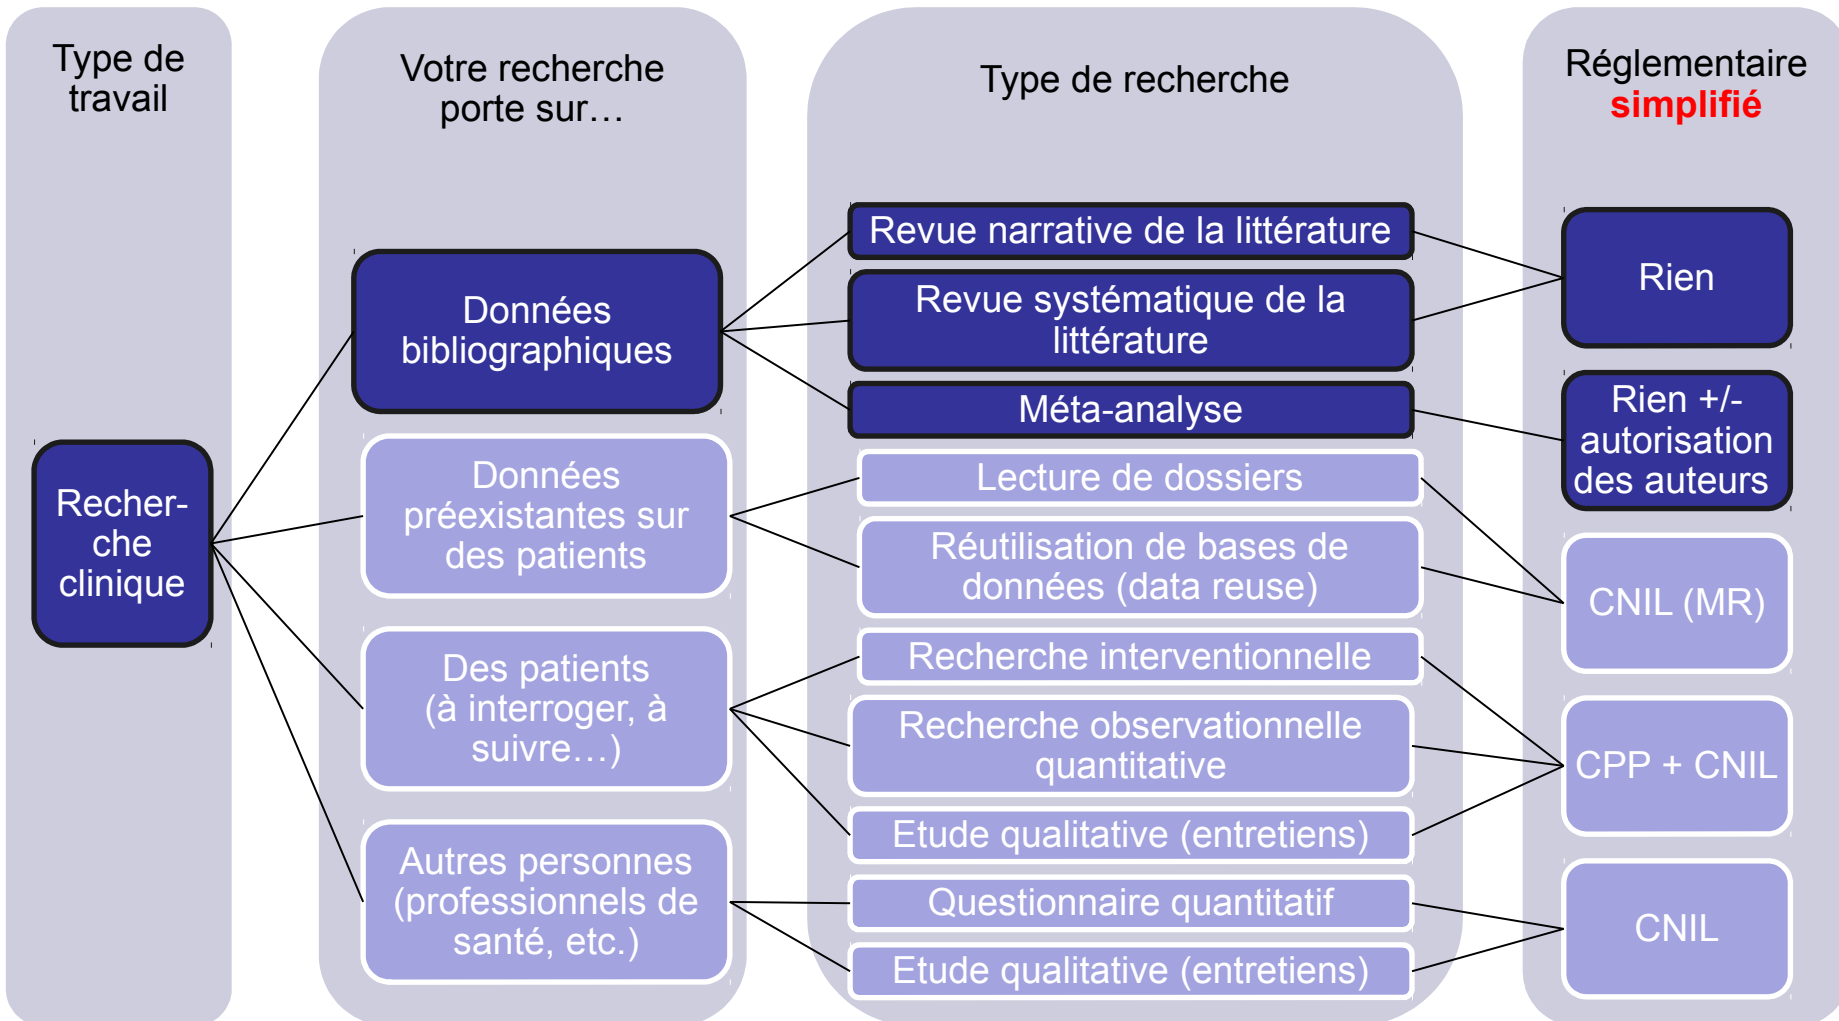 Type de
travail
Votre recherche
porte sur…
Type de recherche
Réglementaire
simplifié
Recher-
che
clinique
Données
bibliographiques
Données
préexistantes sur
des patients
Des patients
(à interroger, à
suivre…)
Autres personnes
(professionnels de
santé, etc.)
Revue narrative de la littérature
Revue systématique de la
littérature
Méta-analyse
Lecture de dossiers
Réutilisation de bases de
données (data reuse)
Recherche interventionnelle
Recherche observationnelle
quantitative
Etude qualitative (entretiens)
Questionnaire quantitatif
Etude qualitative (entretiens)
Rien
Rien +/-
autorisation
des auteurs
CNIL (MR)
CPP + CNIL
CNIL